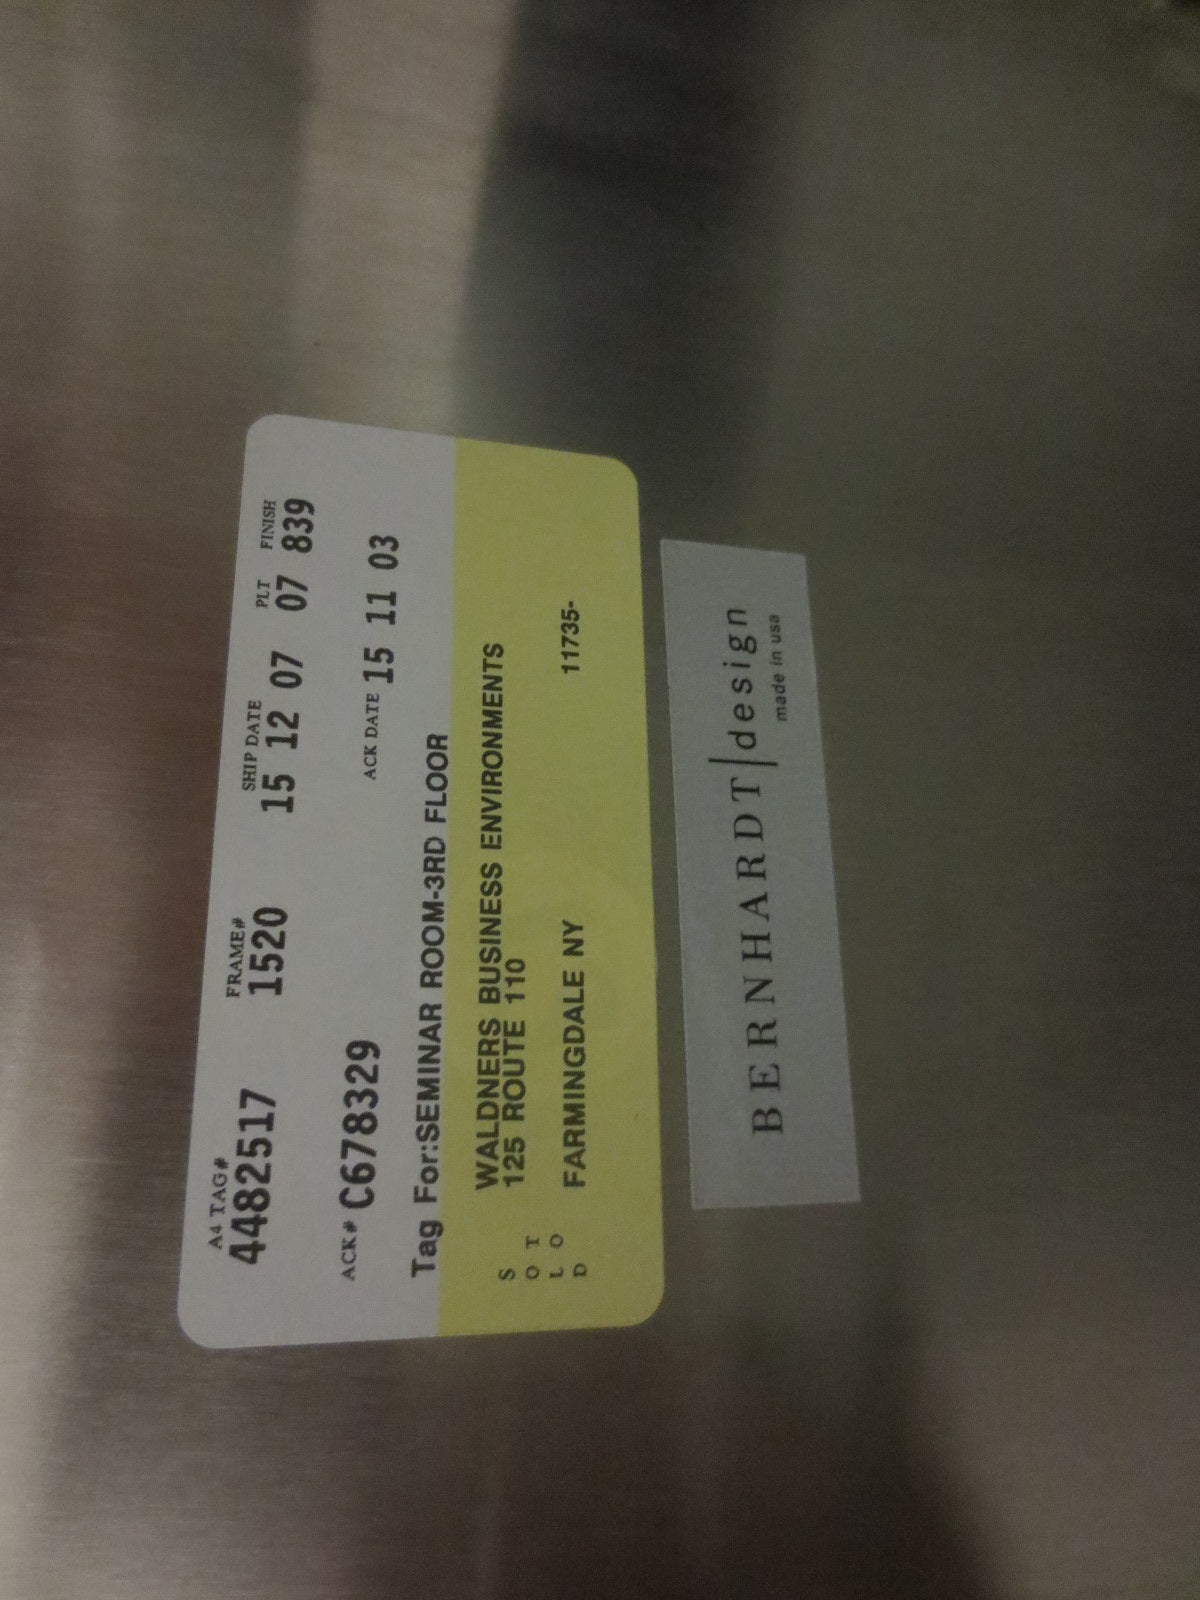 A4 TAG# FRAME# SHIP DATE PLT FINISH
4482517 1520 15 12 07 07 839
ACK# C678329 ACK DATE 15 11 03
Tag For:SEMINAR ROOM-3RD FLOOR
SOLD TO
WALDNERS BUSINESS ENVIRONMENTS
125 ROUTE 110
FARMINGDALE NY 11735-
BERNHARDT|design
made in usa